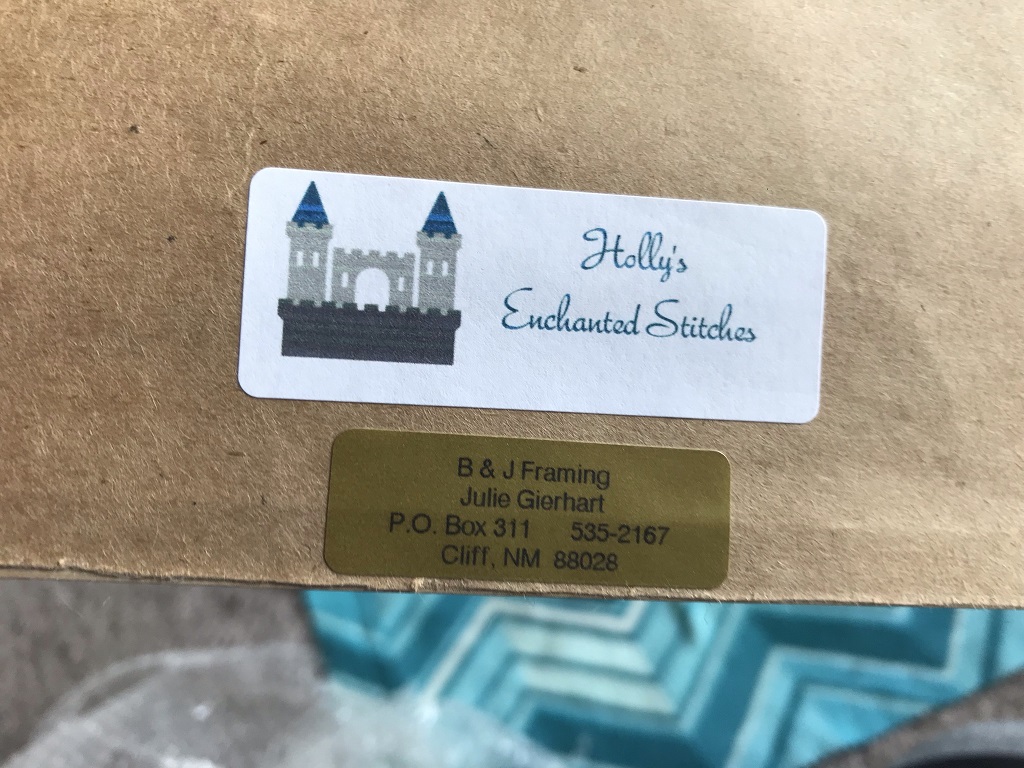 Holly's
Enchanted Stitches
B & J Framing
Julie Gierhart
P.O. Box 311 535-2167
Cliff, NM 88028